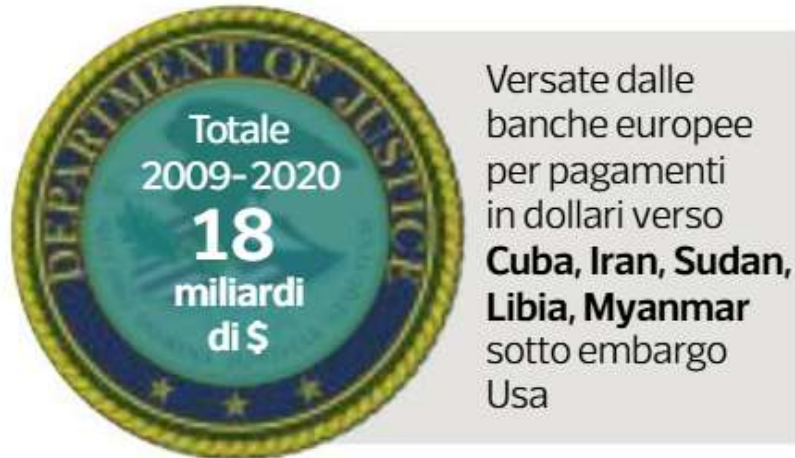 DEPARTMENT OF JUSTICE
Totale
2009-2020
18
miliardi
di $
Versate dalle
banche europee
per pagamenti
in dollari verso
Cuba, Iran, Sudan,
Libia, Myanmar
sotto embargo
Usa